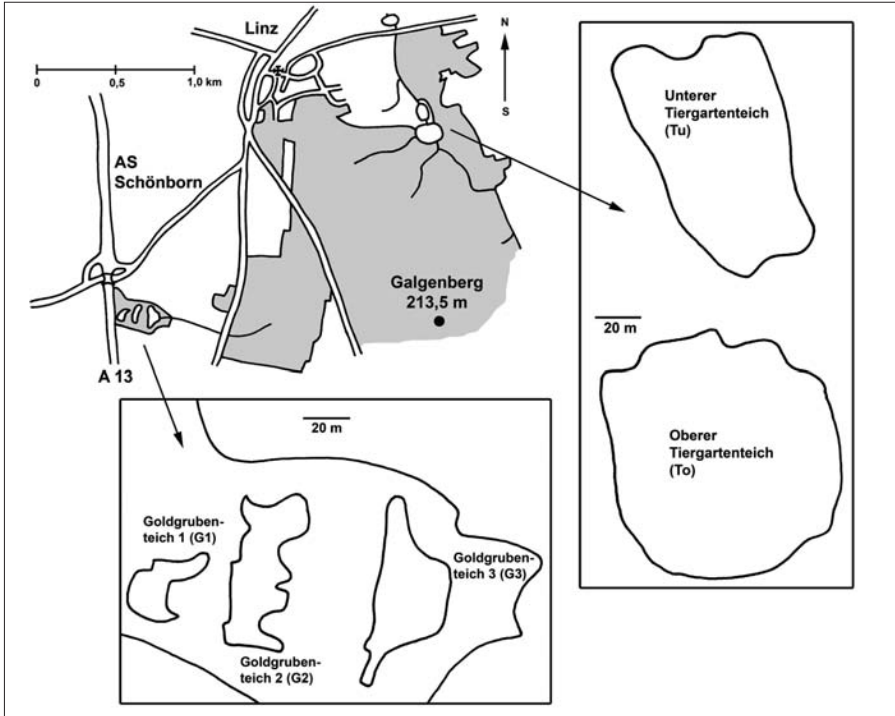 Linz
N
S
0
0,5
1,0 km
AS
Schönborn
Galgenberg
213,5 m
A 13
Unterer
Tiergartenteich
(Tu)
20 m
Oberer
Tiergartenteich
(To)
20 m
Goldgruben-
teich 1 (G1)
Goldgruben-
teich 3 (G3)
Goldgruben-
teich 2 (G2)